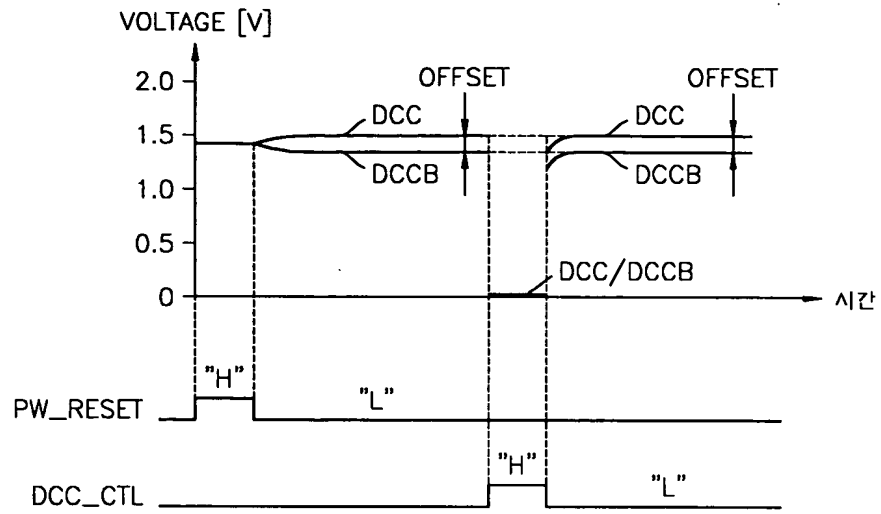 VOLTAGE [V]
2.0
OFFSET
OFFSET
DCC
DCC
1.5
DCCB
DCCB
1.0
0.5
DCC/DCCB
0
시간
"H"
"L"
PW_RESET
"H"
"L"
DCC_CTL